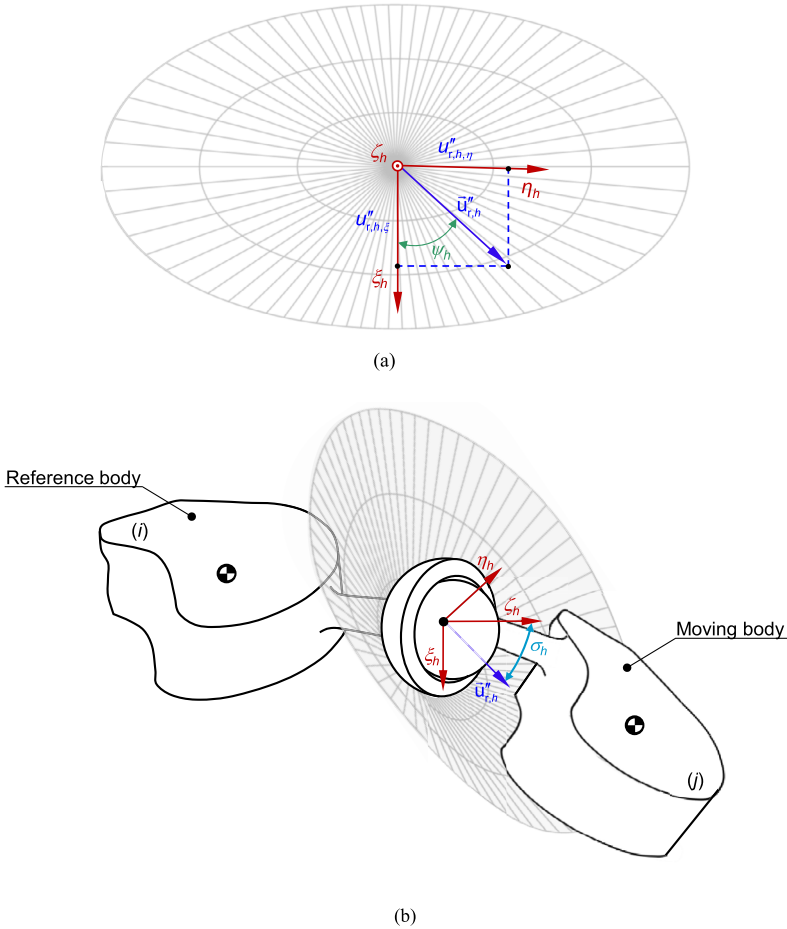 u″r,h,η
ζh
ηh
ū″r,h
u″r,h,ξ
ψh
ξh
(a)
Reference body
(i)
ηh
ζh
Moving body
σh
ξh
ū″r,h
(j)
(b)